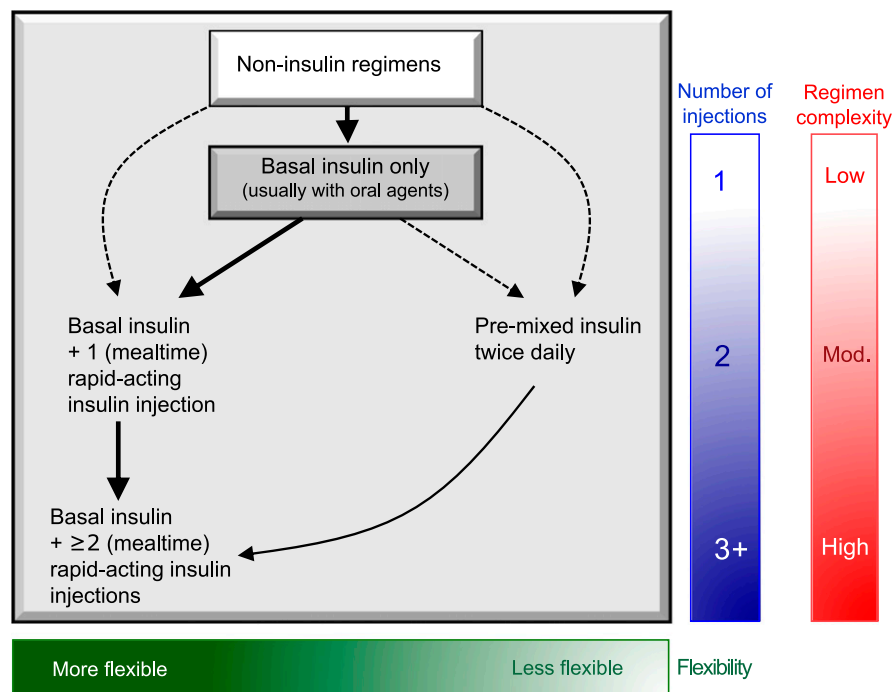 Non-insulin regimens
Number of
injections
Regimen
complexity
Basal insulin only
(usually with oral agents)
1
Low
Basal insulin
+ 1 (mealtime)
rapid-acting
insulin injection
Pre-mixed insulin
twice daily
2
Mod.
Basal insulin
+ ≥2 (mealtime)
rapid-acting insulin
injections
3+
High
More flexible
Less flexible
Flexibility